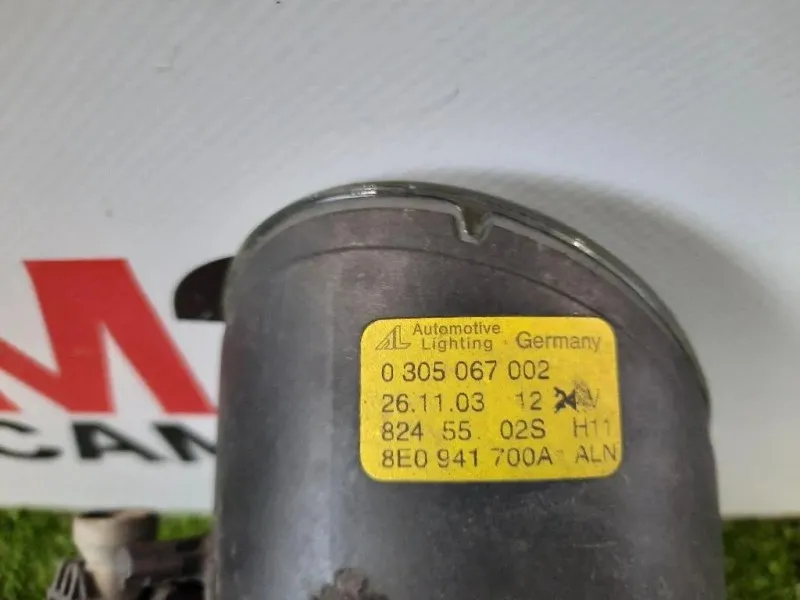 AL Automotive Lighting Germany
0 305 067 002
26.11.03 12 V
824 55 02S H11
8E0 941 700A ALN
M
CAM